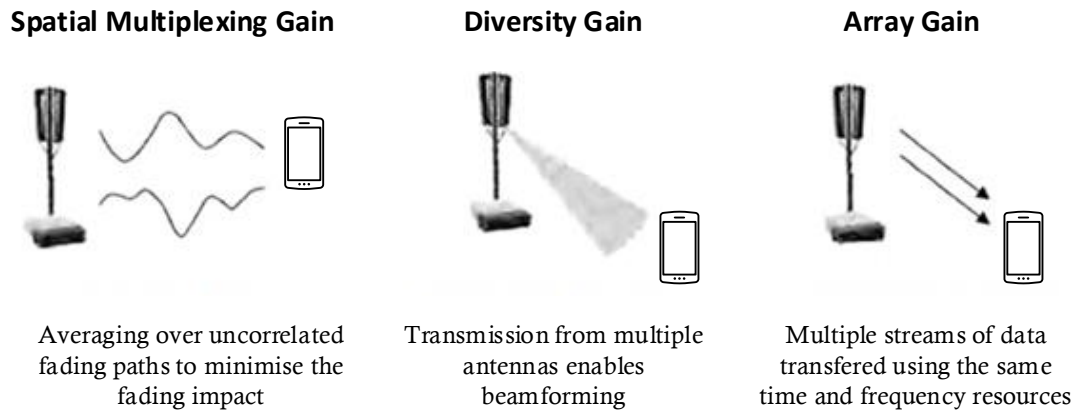 Spatial Multiplexing Gain
Diversity Gain
Array Gain
Averaging over uncorrelated
fading paths to minimise the
fading impact
Transmission from multiple
antennas enables
beamforming
Multiple streams of data
transfered using the same
time and frequency resources